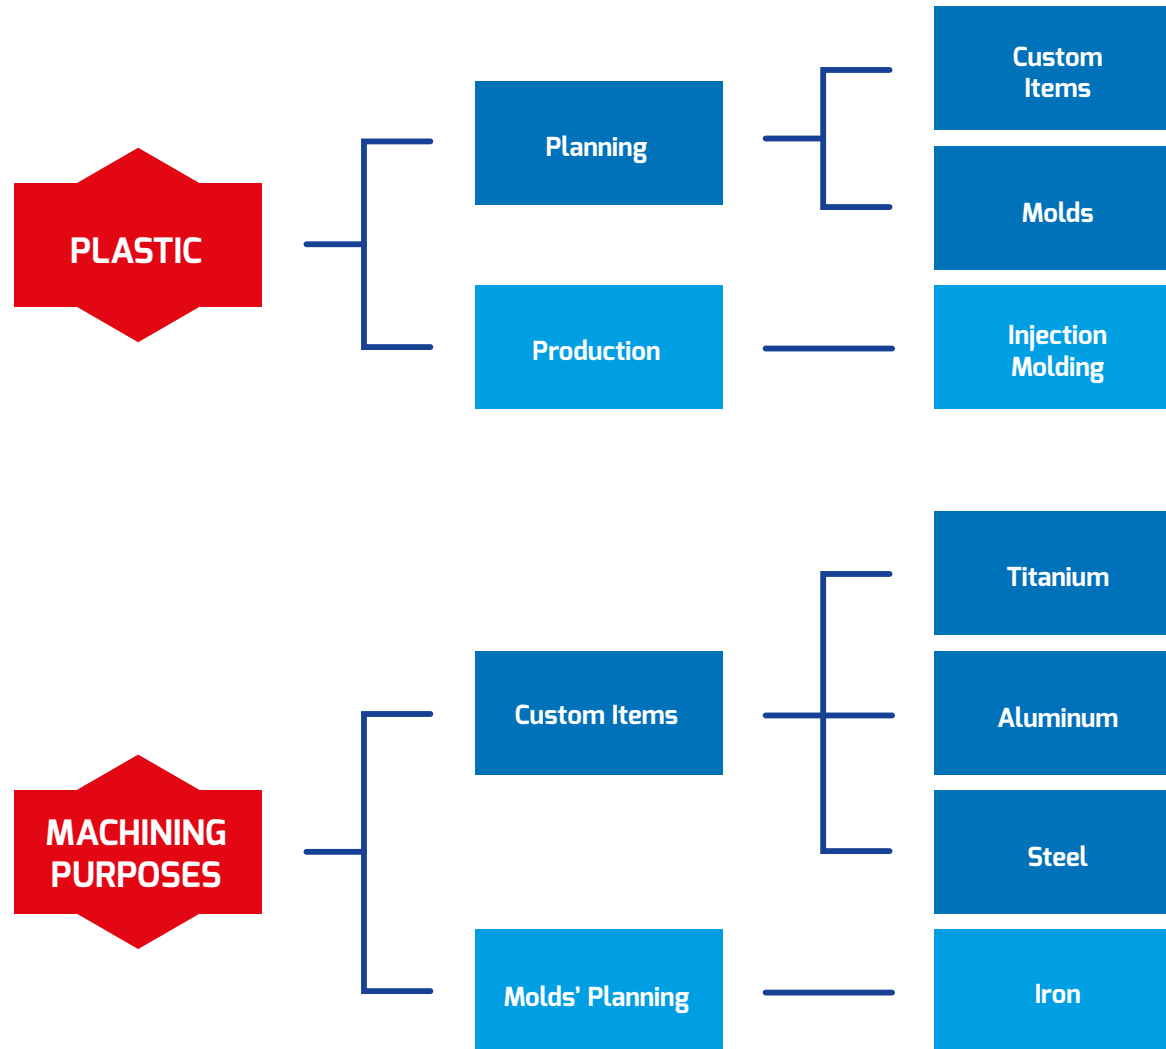 Custom
Items
Planning
Molds
PLASTIC
Production
Injection
Molding
Titanium
Custom Items
Aluminum
MACHINING
PURPOSES
Steel
Molds’ Planning
Iron